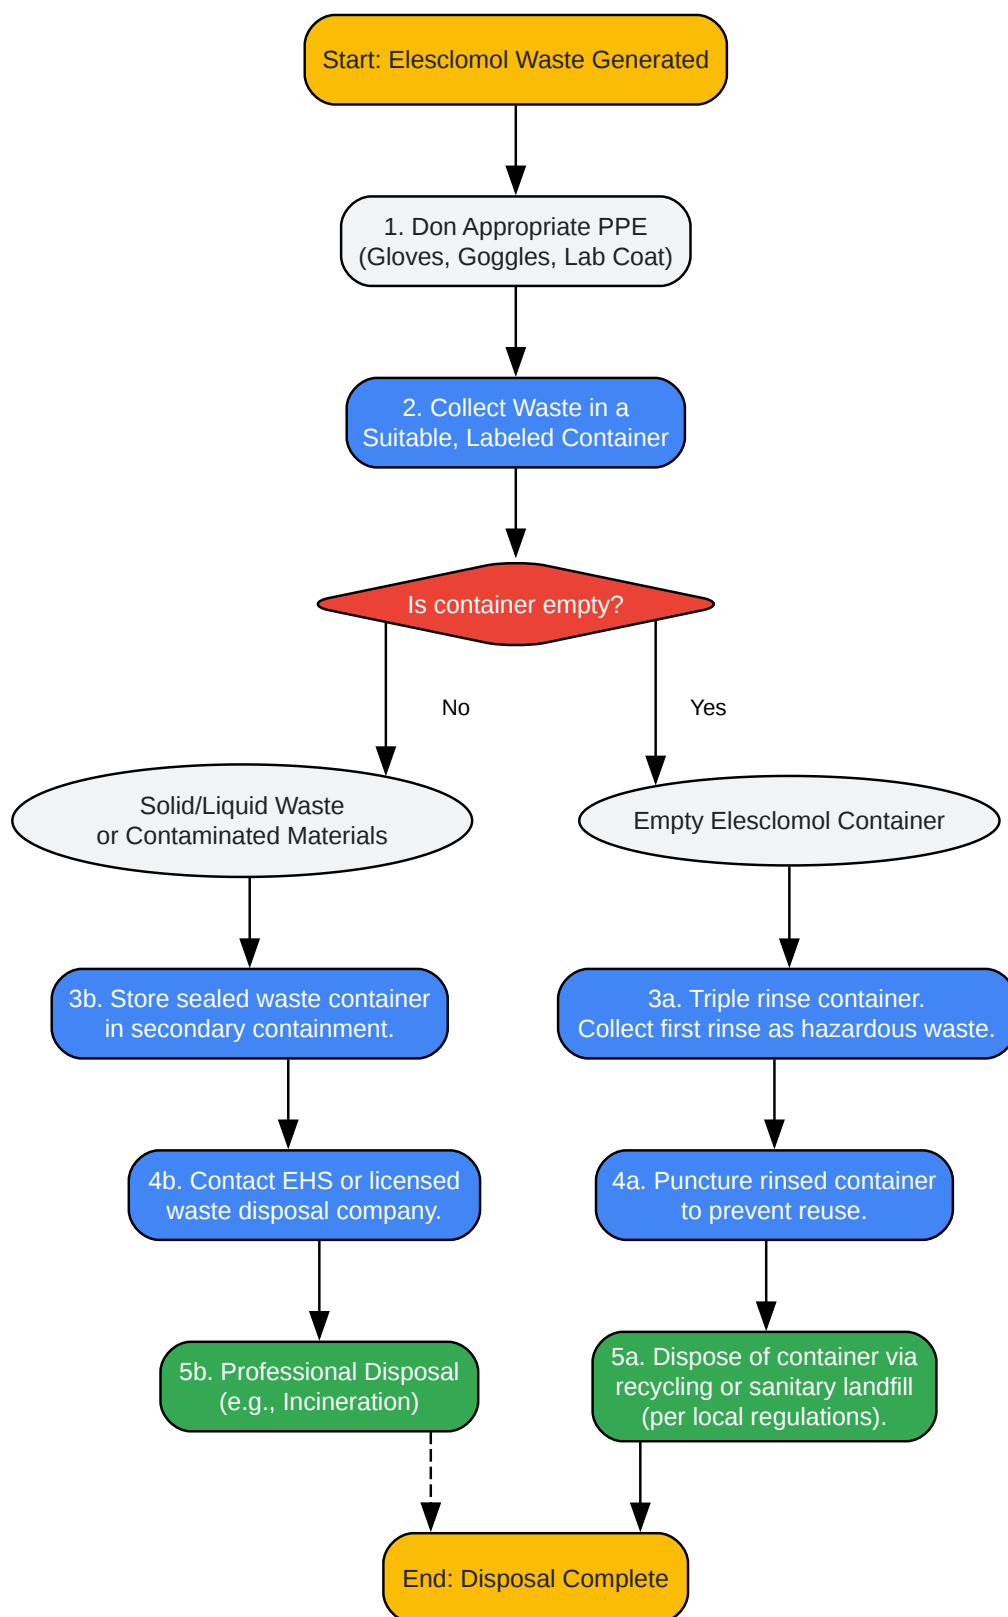 Start: Elesclomol Waste Generated
1. Don Appropriate PPE
(Gloves, Goggles, Lab Coat)
2. Collect Waste in a
Suitable, Labeled Container
Is container empty?
No
Yes
Solid/Liquid Waste
or Contaminated Materials
Empty Elesclomol Container
3b. Store sealed waste container
in secondary containment.
3a. Triple rinse container.
Collect first rinse as hazardous waste.
4b. Contact EHS or licensed
waste disposal company.
4a. Puncture rinsed container
to prevent reuse.
5b. Professional Disposal
(e.g., Incineration)
5a. Dispose of container via
recycling or sanitary landfill
(per local regulations).
End: Disposal Complete